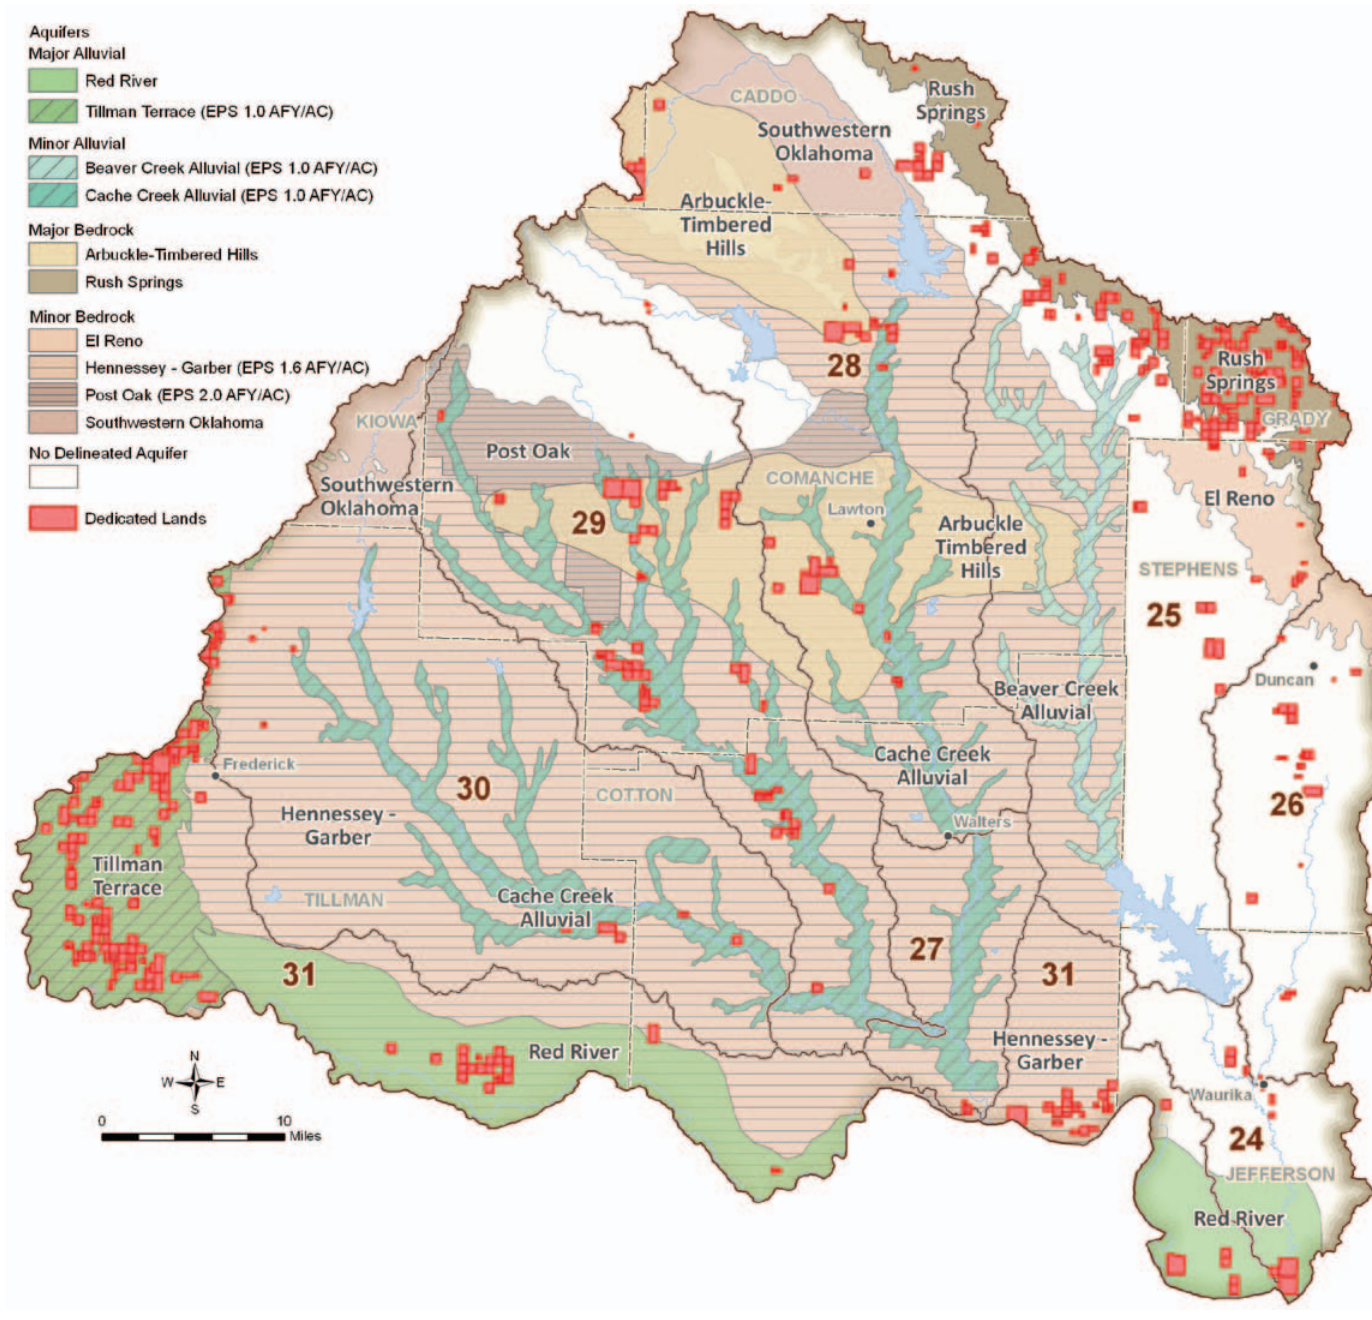 Aquifers
Major Alluvial
Red River
Tillman Terrace (EPS 1.0 AFY/AC)
Minor Alluvial
Beaver Creek Alluvial (EPS 1.0 AFY/AC)
Cache Creek Alluvial (EPS 1.0 AFY/AC)
Major Bedrock
Arbuckle-Timbered Hills
Rush Springs
Minor Bedrock
El Reno
Hennessey - Garber (EPS 1.6 AFY/AC)
Post Oak (EPS 2.0 AFY/AC)
Southwestern Oklahoma
No Delineated Aquifer
Dedicated Lands
CADDO
Rush
Springs
Southwestern
Oklahoma
Arbuckle-
Timbered
Hills
28
Rush
Springs
GRADY
KIOWA
Post Oak
Southwestern
Oklahoma
COMANCHE
Lawton
29
Arbuckle
Timbered
Hills
El Reno
STEPHENS
25
Duncan
Beaver Creek
Alluvial
Cache Creek
Alluvial
Frederick
30
COTTON
26
Hennessey -
Garber
Walters
Tillman
Terrace
TILLMAN
Cache Creek
Alluvial
27
31
31
Red River
Hennessey -
Garber
Waurika
24
JEFFERSON
Red River
N
W
E
S
0
10
Miles